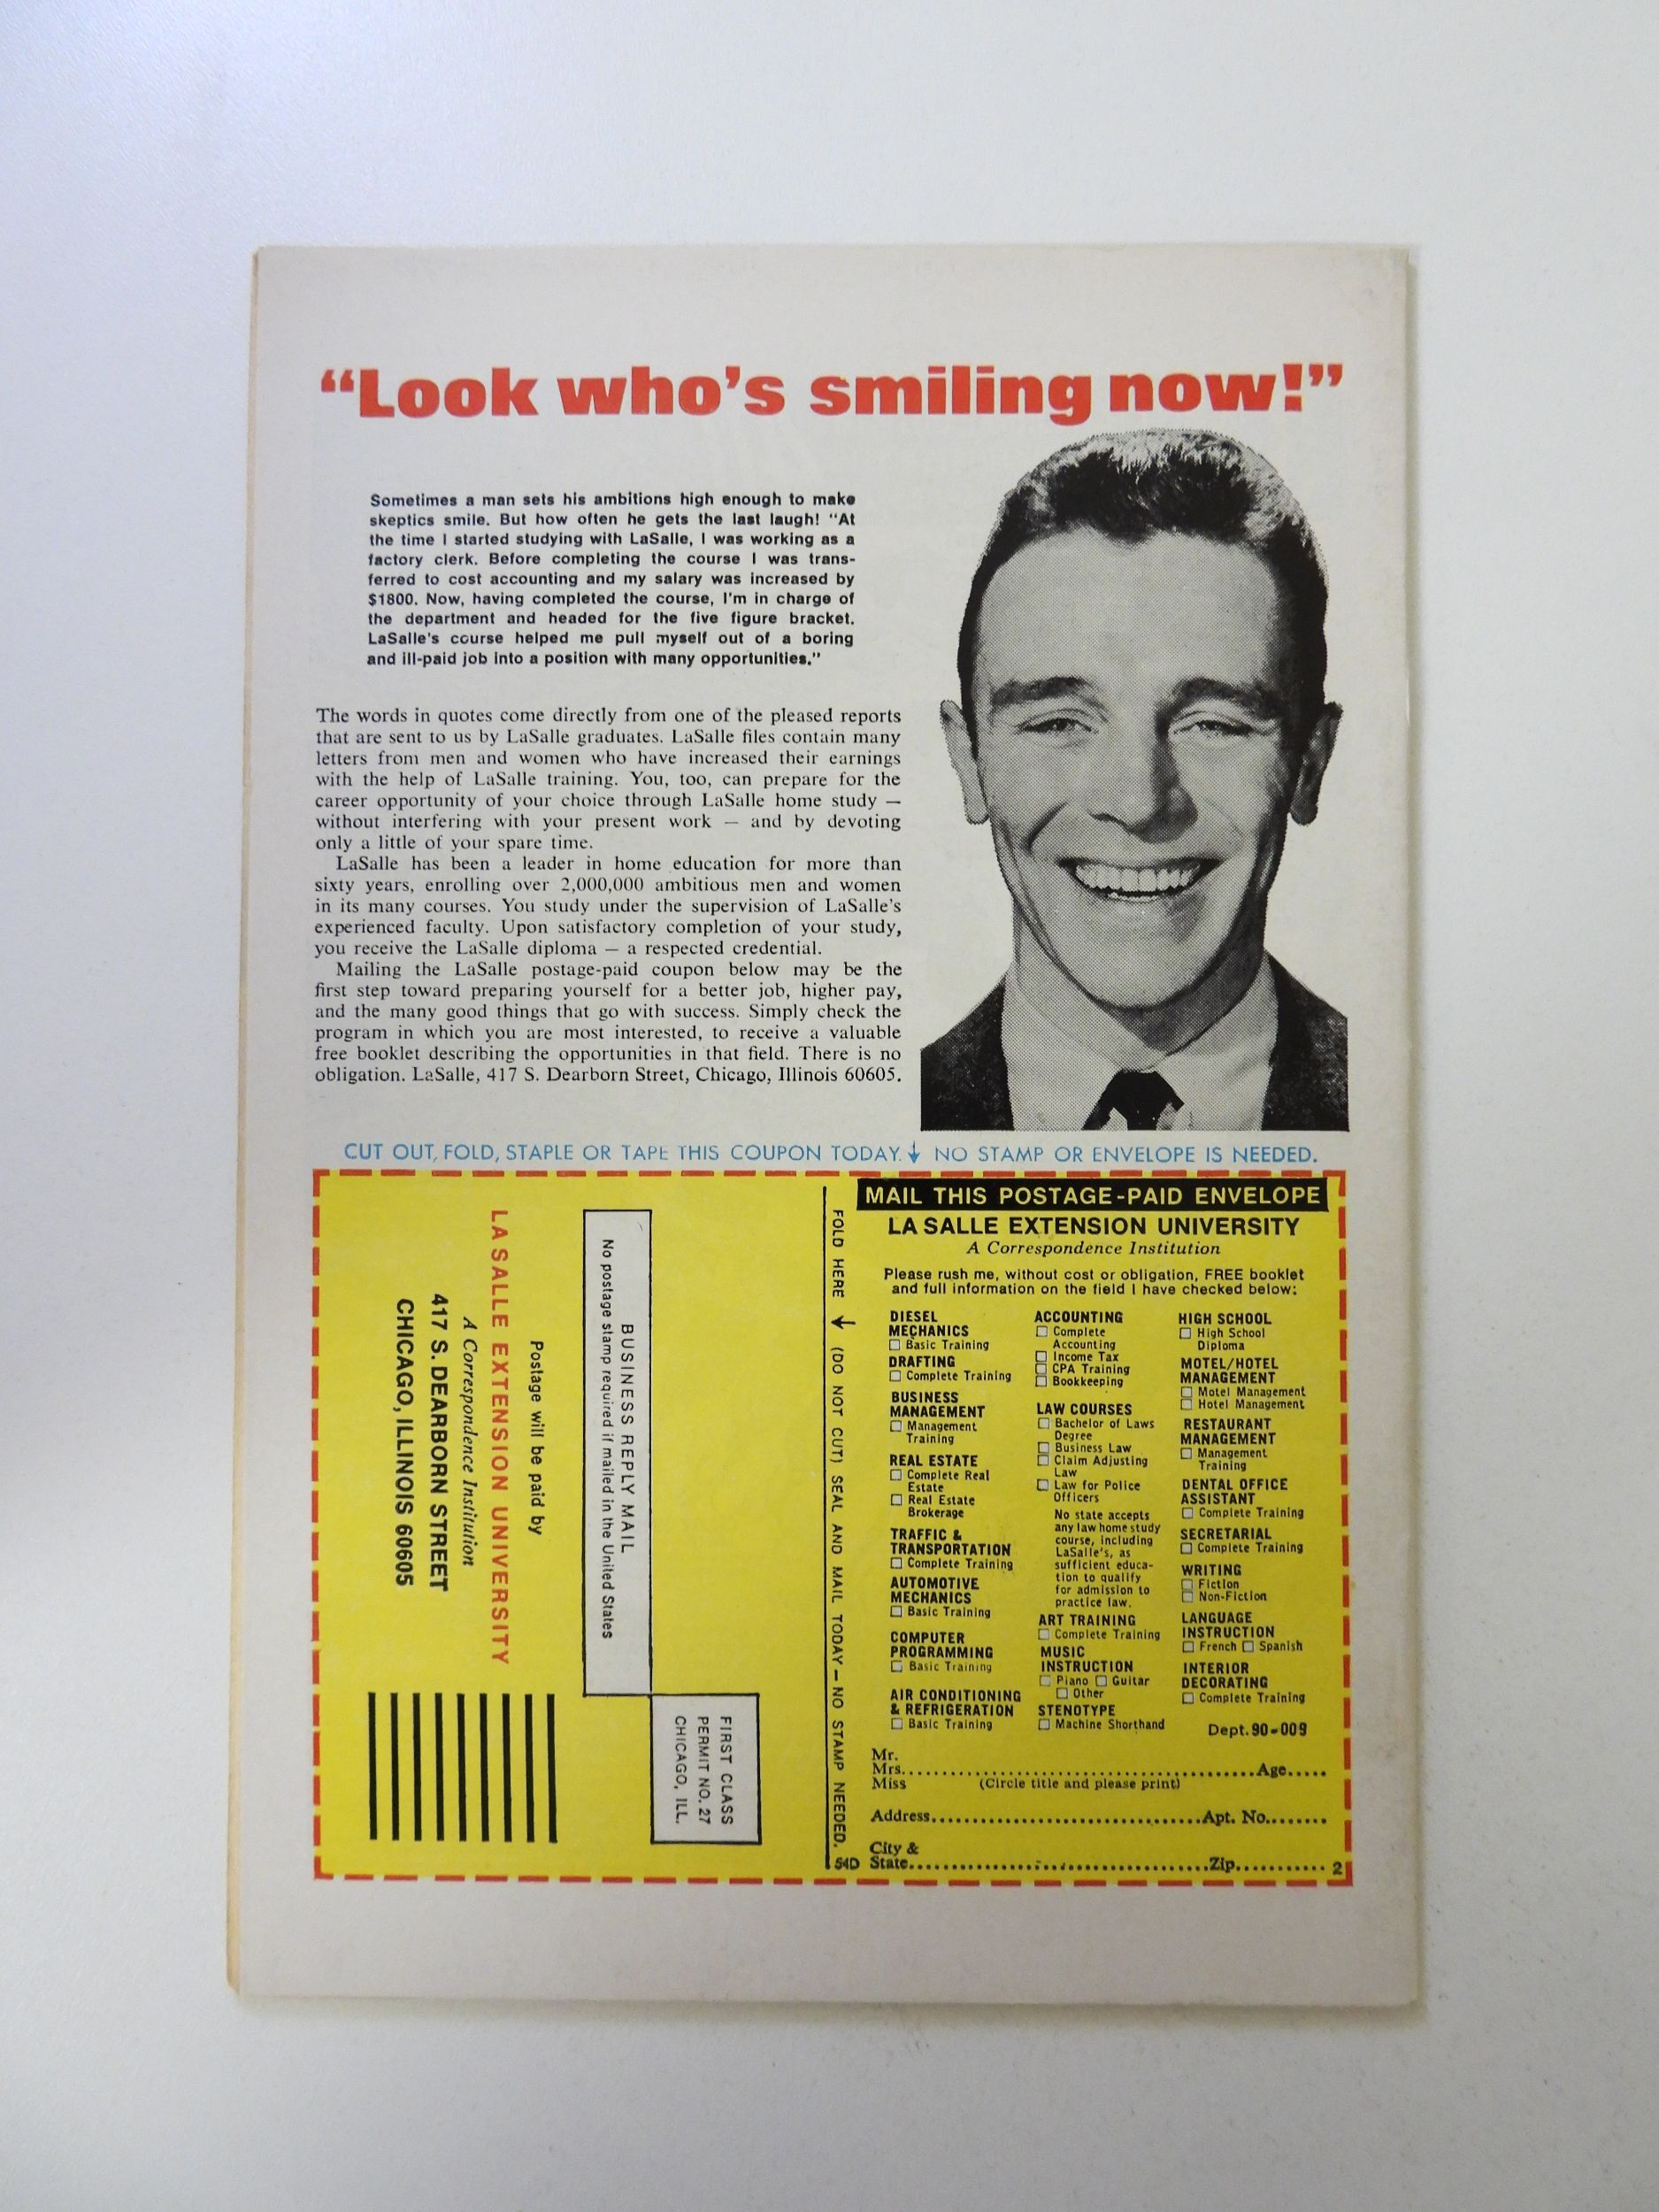 “Look who’s smiling now!”
Sometimes a man sets his ambitions high enough to make
skeptics smile. But how often he gets the last laugh! “At
the time I started studying with LaSalle, I was working as a
factory clerk. Before completing the course I was trans-
ferred to cost accounting and my salary was increased by
$1800. Now, having completed the course, I’m in charge of
the department and headed for the five figure bracket.
LaSalle’s course helped me pull myself out of a boring
and ill-paid job into a position with many opportunities.”
The words in quotes come directly from one of the pleased reports
that are sent to us by LaSalle graduates. LaSalle files contain many
letters from men and women who have increased their earnings
with the help of LaSalle training. You, too, can prepare for the
career opportunity of your choice through LaSalle home study —
without interfering with your present work — and by devoting
only a little of your spare time.
LaSalle has been a leader in home education for more than
sixty years, enrolling over 2,000,000 ambitious men and women
in its many courses. You study under the supervision of LaSalle’s
experienced faculty. Upon satisfactory completion of your study,
you receive the LaSalle diploma — a respected credential.
Mailing the LaSalle postage-paid coupon below may be the
first step toward preparing yourself for a better job, higher pay,
and the many good things that go with success. Simply check the
program in which you are most interested, to receive a valuable
free booklet describing the opportunities in that field. There is no
obligation. LaSalle, 417 S. Dearborn Street, Chicago, Illinois 60605.
CUT OUT, FOLD, STAPLE OR TAPE THIS COUPON TODAY. ↓ NO STAMP OR ENVELOPE IS NEEDED.
FIRST CLASS
PERMIT NO. 27
CHICAGO, ILL.
BUSINESS REPLY MAIL
No postage stamp required if mailed in the United States
Postage will be paid by
LA SALLE EXTENSION UNIVERSITY
A Correspondence Institution
417 S. DEARBORN STREET
CHICAGO, ILLINOIS 60605
FOLD HERE ↓ (DO NOT CUT) SEAL AND MAIL TODAY — NO STAMP NEEDED.
54D
MAIL THIS POSTAGE-PAID ENVELOPE
LA SALLE EXTENSION UNIVERSITY
A Correspondence Institution
Please rush me, without cost or obligation, FREE booklet
and full information on the field I have checked below:
DIESEL
MECHANICS
☐ Basic Training
DRAFTING
☐ Complete Training
BUSINESS
MANAGEMENT
☐ Management
Training
REAL ESTATE
☐ Complete Real
Estate
☐ Real Estate
Brokerage
TRAFFIC &
TRANSPORTATION
☐ Complete Training
AUTOMOTIVE
MECHANICS
☐ Basic Training
COMPUTER
PROGRAMMING
☐ Basic Training
AIR CONDITIONING
& REFRIGERATION
☐ Basic Training
ACCOUNTING
☐ Complete
Accounting
☐ Income Tax
☐ CPA Training
☐ Bookkeeping
LAW COURSES
☐ Bachelor of Laws
Degree
☐ Business Law
☐ Claim Adjusting
Law
☐ Law for Police
Officers
No state accepts
any law home study
course, including
LaSalle’s, as
sufficient educa-
tion to qualify
for admission to
practice law.
ART TRAINING
☐ Complete Training
MUSIC
INSTRUCTION
☐ Piano ☐ Guitar
☐ Other
STENOTYPE
☐ Machine Shorthand
HIGH SCHOOL
☐ High School
Diploma
MOTEL/HOTEL
MANAGEMENT
☐ Motel Management
☐ Hotel Management
RESTAURANT
MANAGEMENT
☐ Management
Training
DENTAL OFFICE
ASSISTANT
☐ Complete Training
SECRETARIAL
☐ Complete Training
WRITING
☐ Fiction
☐ Non-Fiction
LANGUAGE
INSTRUCTION
☐ French ☐ Spanish
INTERIOR
DECORATING
☐ Complete Training
Dept. 90-009
Mr.
Mrs. Age
Miss (Circle title and please print)
Address Apt. No.
City &
State Zip 2